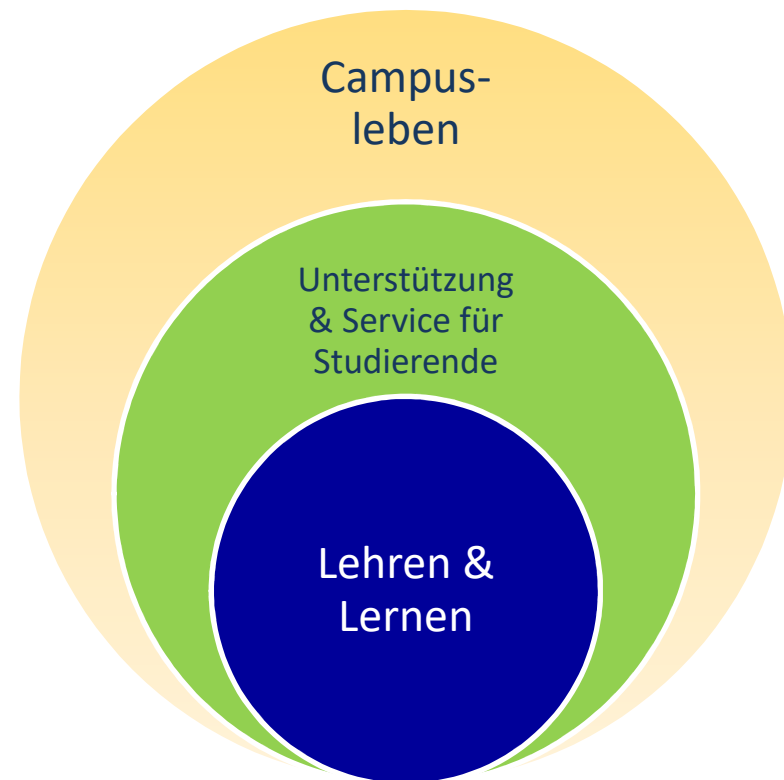 Campus-
leben
Unterstützung
& Service für
Studierende
Lehren &
Lernen